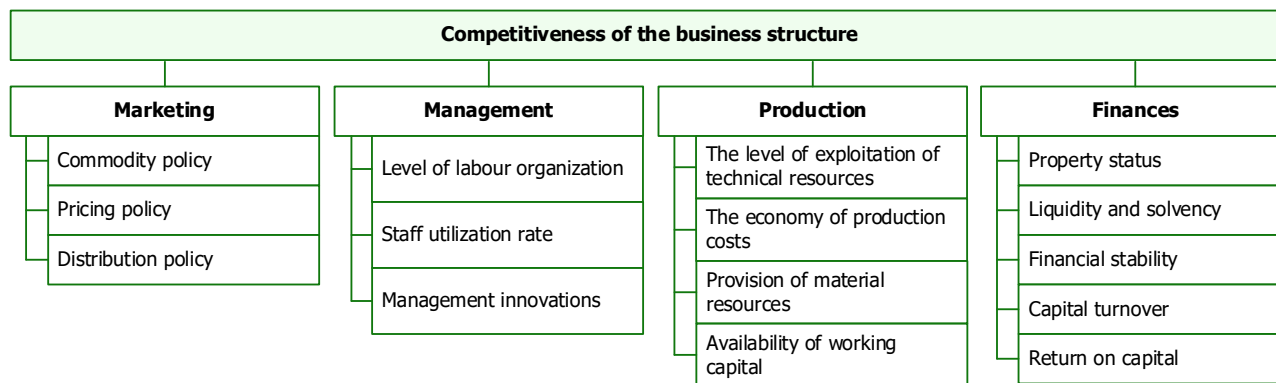 Competitiveness of the business structure
Marketing
Commodity policy
Pricing policy
Distribution policy
Management
Level of labour organization
Staff utilization rate
Management innovations
Production
The level of exploitation of
technical resources
The economy of production
costs
Provision of material
resources
Availability of working
capital
Finances
Property status
Liquidity and solvency
Financial stability
Capital turnover
Return on capital